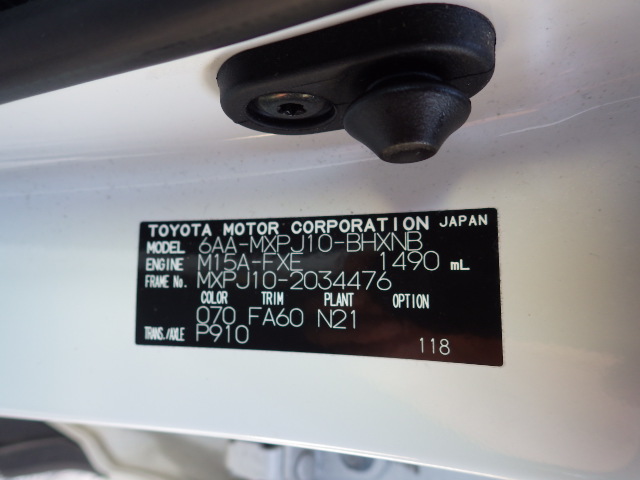 TOYOTA MOTOR CORPORATION JAPAN
MODEL 6AA-MXPJ10-BHXNB
ENGINE M15A-FXE 1490 mL
FRAME No. MXPJ10-2034476
COLOR TRIM PLANT OPTION
070 FA60 N21
TRANS./AXLE P910
118